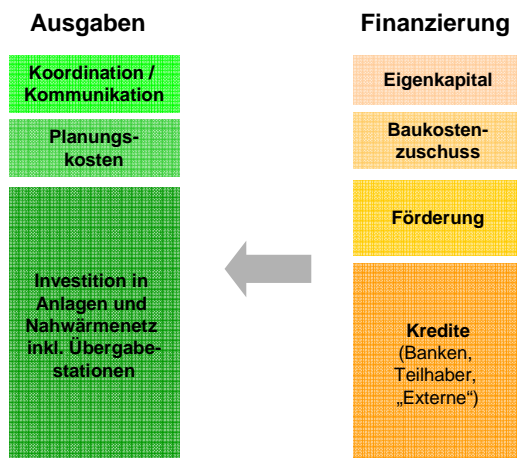 Ausgaben
Koordination /
Kommunikation
Planungs-
kosten
Investition in
Anlagen und
Nahwärmenetz
inkl. Übergabe-
stationen
Finanzierung
Eigenkapital
Baukosten-
zuschuss
Förderung
Kredite
(Banken,
Teilhaber,
„Externe“)